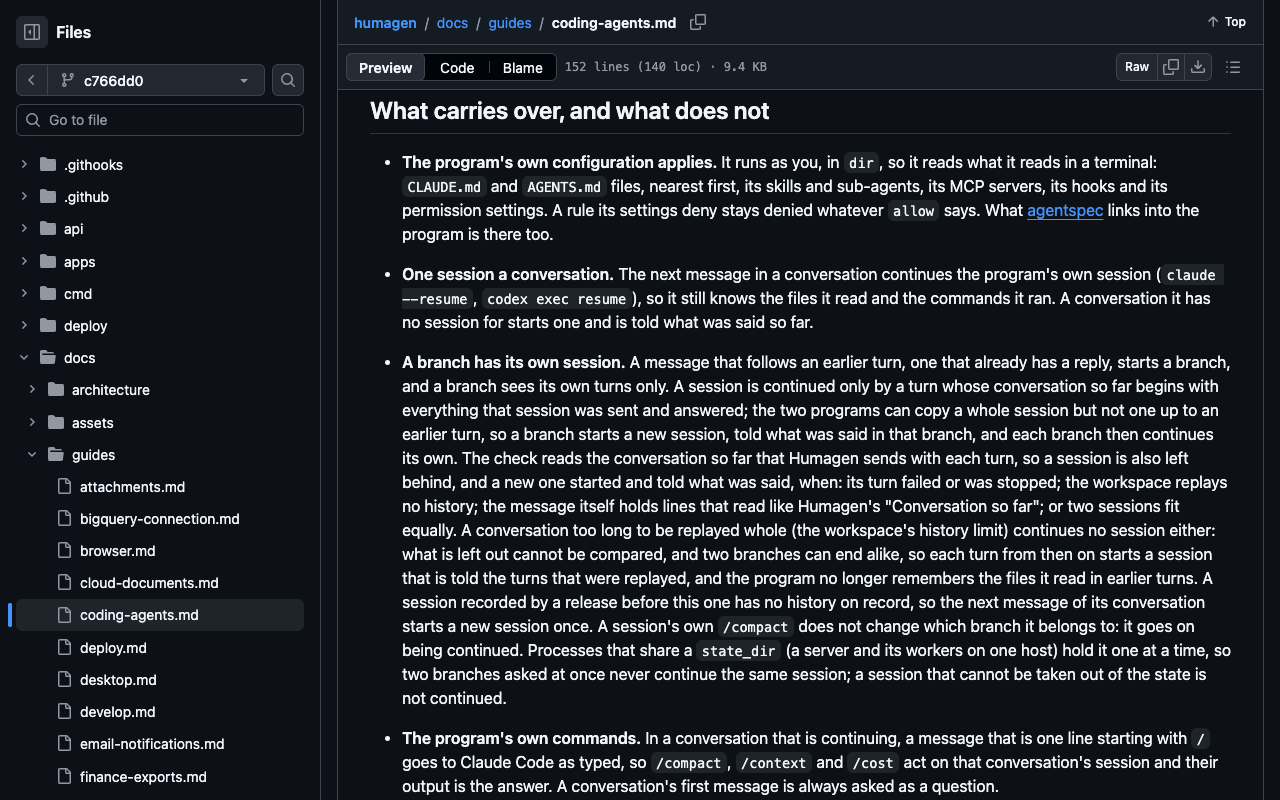 Files
c766dd0
Go to file
.githooks
.github
api
apps
cmd
deploy
docs
architecture
assets
guides
attachments.md
bigquery-connection.md
browser.md
cloud-documents.md
coding-agents.md
deploy.md
desktop.md
develop.md
email-notifications.md
finance-exports.md
humagen / docs / guides / coding-agents.md
Top
Preview Code Blame 152 lines (140 loc) · 9.4 KB
Raw
What carries over, and what does not
• The program's own configuration applies. It runs as you, in dir, so it reads what it reads in a terminal:
CLAUDE.md and AGENTS.md files, nearest first, its skills and sub-agents, its MCP servers, its hooks and its
permission settings. A rule its settings deny stays denied whatever allow says. What agentspec links into the
program is there too.
• One session a conversation. The next message in a conversation continues the program's own session (claude
--resume, codex exec resume), so it still knows the files it read and the commands it ran. A conversation it has
no session for starts one and is told what was said so far.
• A branch has its own session. A message that follows an earlier turn, one that already has a reply, starts a branch,
and a branch sees its own turns only. A session is continued only by a turn whose conversation so far begins with
everything that session was sent and answered; the two programs can copy a whole session but not one up to an
earlier turn, so a branch starts a new session, told what was said in that branch, and each branch then continues
its own. The check reads the conversation so far that Humagen sends with each turn, so a session is also left
behind, and a new one started and told what was said, when: its turn failed or was stopped; the workspace replays
no history; the message itself holds lines that read like Humagen's "Conversation so far"; or two sessions fit
equally. A conversation too long to be replayed whole (the workspace's history limit) continues no session either:
what is left out cannot be compared, and two branches can end alike, so each turn from then on starts a session
that is told the turns that were replayed, and the program no longer remembers the files it read in earlier turns. A
session recorded by a release before this one has no history on record, so the next message of its conversation
starts a new session once. A session's own /compact does not change which branch it belongs to: it goes on
being continued. Processes that share a state_dir (a server and its workers on one host) hold it one at a time, so
two branches asked at once never continue the same session; a session that cannot be taken out of the state is
not continued.
• The program's own commands. In a conversation that is continuing, a message that is one line starting with /
goes to Claude Code as typed, so /compact, /context and /cost act on that conversation's session and their
output is the answer. A conversation's first message is always asked as a question.